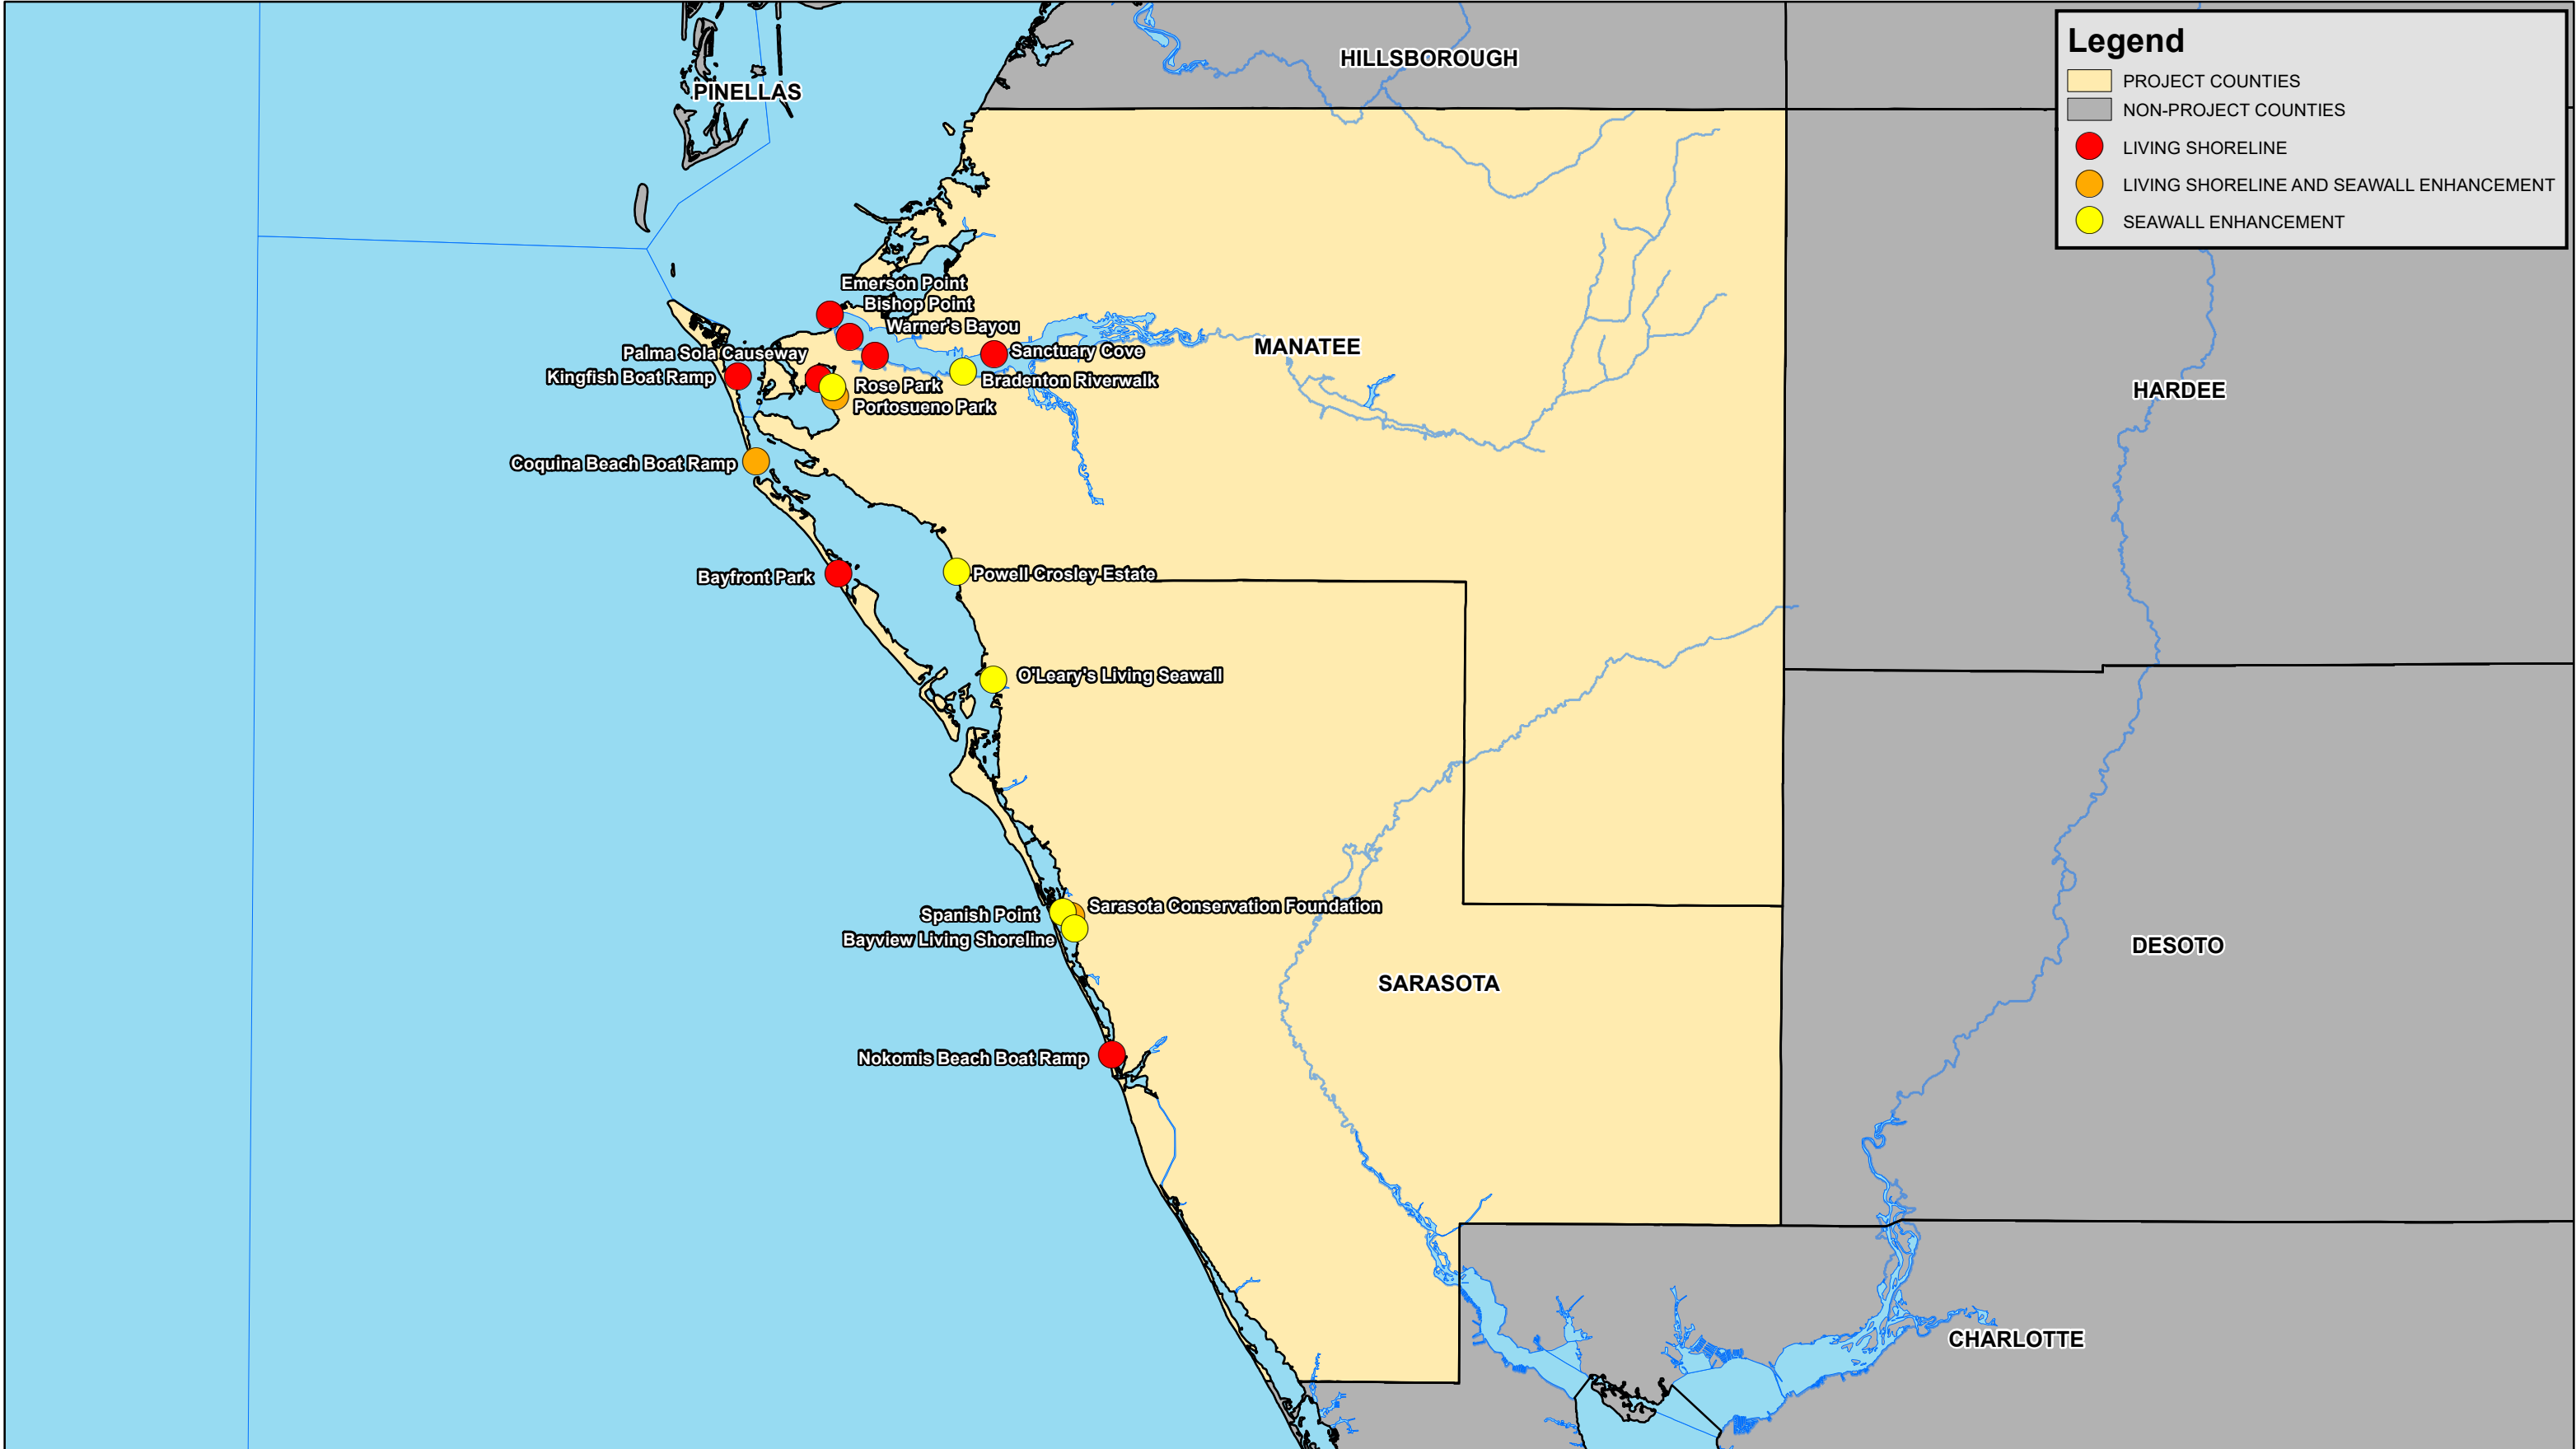 HILLSBOROUGH
PINELLAS
Legend
PROJECT COUNTIES
NON-PROJECT COUNTIES
LIVING SHORELINE
LIVING SHORELINE AND SEAWALL ENHANCEMENT
SEAWALL ENHANCEMENT
Emerson Point
Bishop Point
Warner's Bayou
Palma Sola Causeway
Sanctuary Cove
MANATEE
Kingfish Boat Ramp
Rose Park
Bradenton Riverwalk
HARDEE
Portosueno Park
Coquina Beach Boat Ramp
Bayfront Park
Powell Crosley Estate
O'Leary's Living Seawall
Spanish Point
Sarasota Conservation Foundation
Bayview Living Shoreline
DESOTO
SARASOTA
Nokomis Beach Boat Ramp
CHARLOTTE